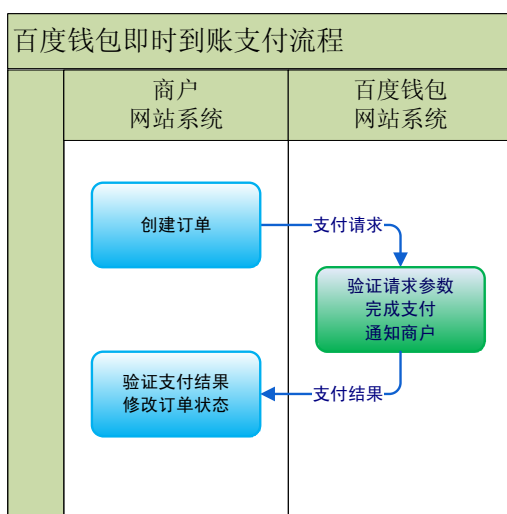 百度钱包即时到账支付流程
商户
网站系统
百度钱包
网站系统
创建订单
支付请求
验证请求参数
完成支付
通知商户
验证支付结果
修改订单状态
支付结果